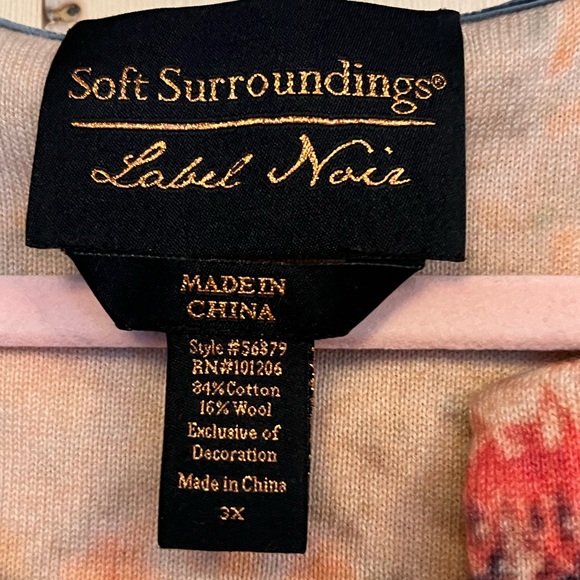 Soft Surroundings®
Label Noir
MADE IN
CHINA
Style #56879
RN#101206
84% Cotton
16% Wool
Exclusive of
Decoration
Made in China
3X